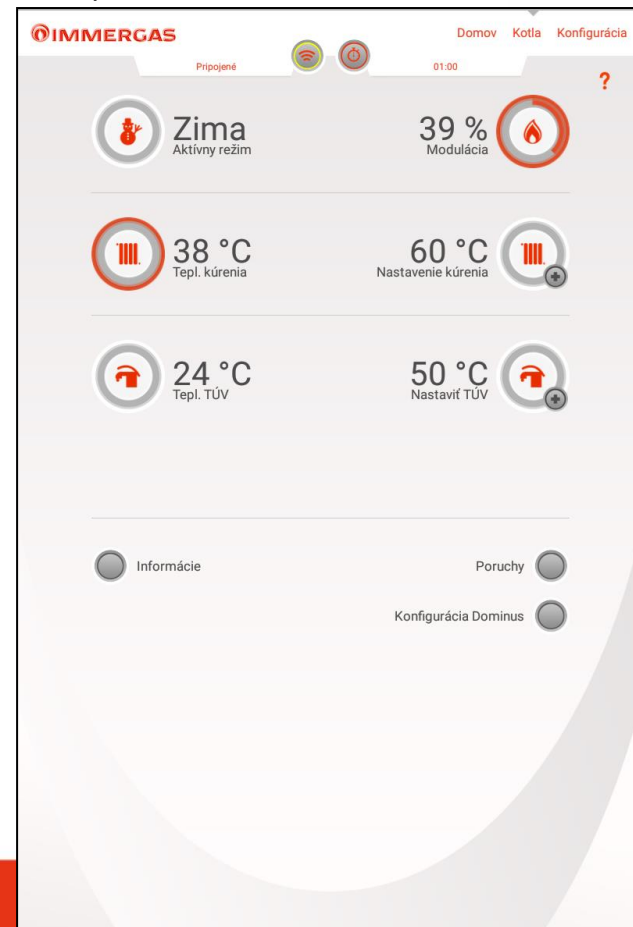 IMMERGAS
Domov Kotla Konfigurácia
Pripojené
01:00
?
Zima
Aktívny režim
39 %
Modulácia
38 °C
Tepl. kúrenia
60 °C
Nastavenie kúrenia
24 °C
Tepl. TÚV
50 °C
Nastaviť TÚV
Informácie
Poruchy
Konfigurácia Dominus